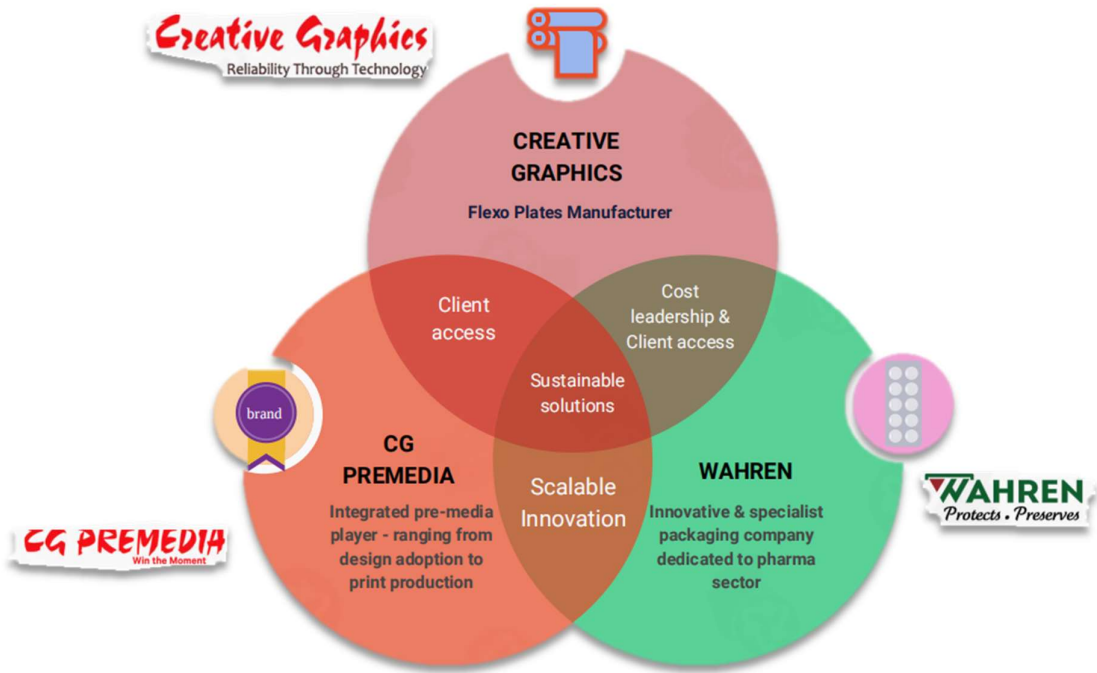 Creative Graphics
Reliability Through Technology
CREATIVE
GRAPHICS
Flexo Plates Manufacturer
Client
access
Cost
leadership &
Client access
Sustainable
solutions
brand
CG
PREMEDIA
Integrated pre-media
player - ranging from
design adoption to
print production
Scalable
Innovation
WAHREN
Innovative & specialist
packaging company
dedicated to pharma
sector
WAHREN
Protects . Preserves
CG PREMEDIA
Win the Moment